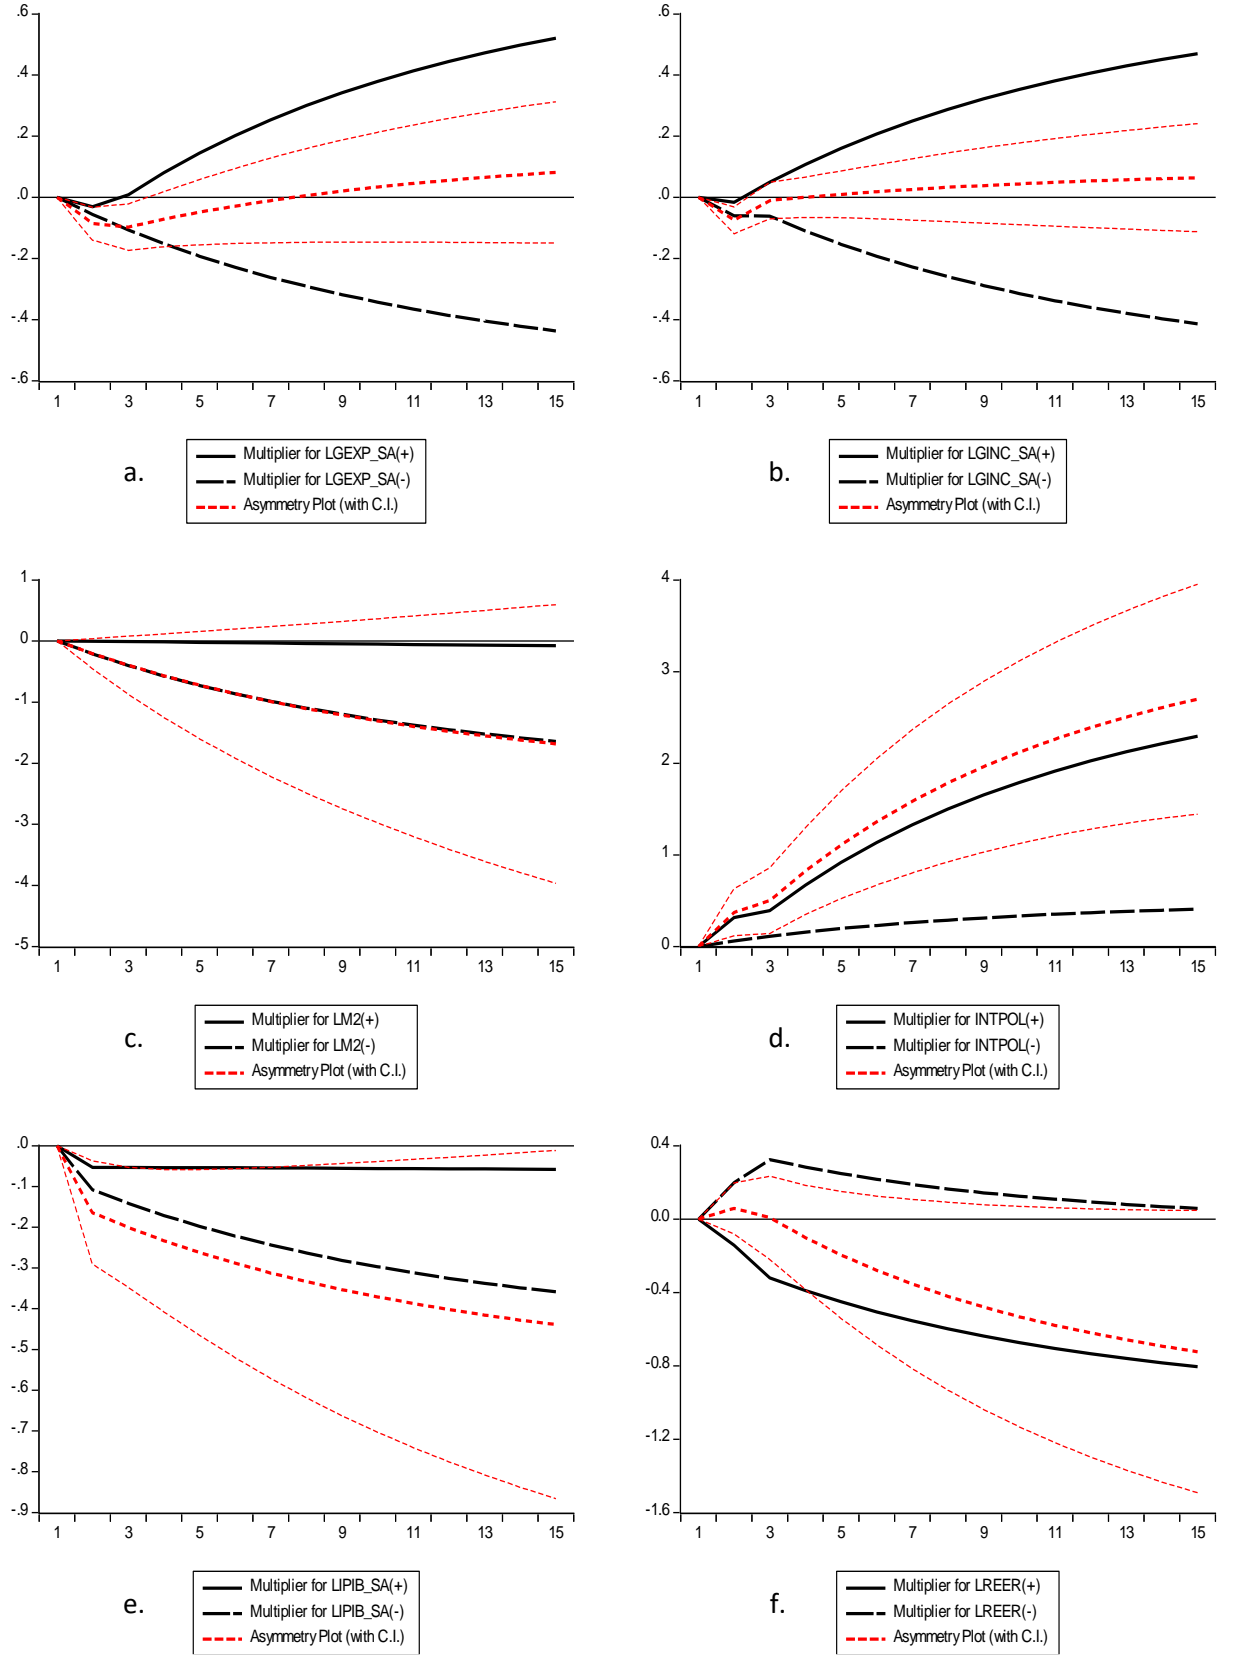 .6
.4
.2
.0
-.2
-.4
-.6
1 3 5 7 9 11 13 15
a.
Multiplier for LGEXP_SA(+)
Multiplier for LGEXP_SA(-)
Asymmetry Plot (with C.I.)
.6
.4
.2
.0
-.2
-.4
-.6
1 3 5 7 9 11 13 15
b.
Multiplier for LGINC_SA(+)
Multiplier for LGINC_SA(-)
Asymmetry Plot (with C.I.)
1
0
-1
-2
-3
-4
-5
1 3 5 7 9 11 13 15
c.
Multiplier for LM2(+)
Multiplier for LM2(-)
Asymmetry Plot (with C.I.)
4
3
2
1
0
1 3 5 7 9 11 13 15
d.
Multiplier for INTPOL(+)
Multiplier for INTPOL(-)
Asymmetry Plot (with C.I.)
.0
-.1
-.2
-.3
-.4
-.5
-.6
-.7
-.8
-.9
1 3 5 7 9 11 13 15
e.
Multiplier for LIPIB_SA(+)
Multiplier for LIPIB_SA(-)
Asymmetry Plot (with C.I.)
0.4
0.0
-0.4
-0.8
-1.2
-1.6
1 3 5 7 9 11 13 15
f.
Multiplier for LREER(+)
Multiplier for LREER(-)
Asymmetry Plot (with C.I.)